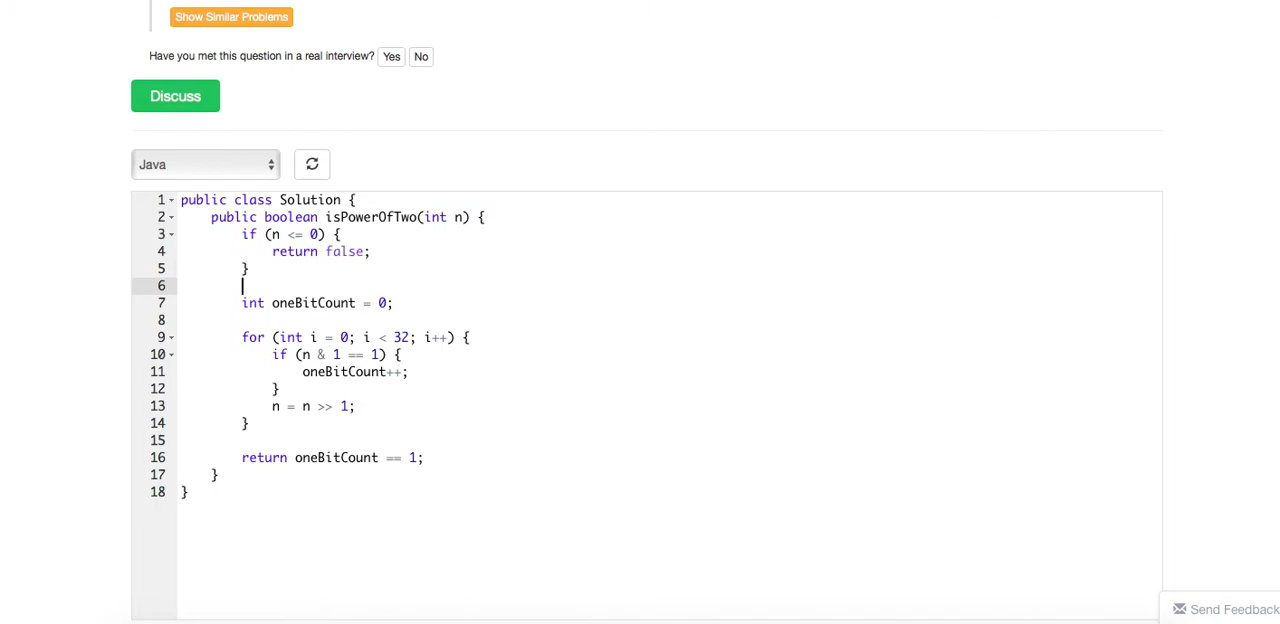 Show Similar Problems
Have you met this question in a real interview? Yes No
Discuss
Java
1 public class Solution {
2     public boolean isPowerOfTwo(int n) {
3         if (n <= 0) {
4             return false;
5         }
6
7         int oneBitCount = 0;
8
9         for (int i = 0; i < 32; i++) {
10             if (n & 1 == 1) {
11                 oneBitCount++;
12             }
13             n = n >> 1;
14         }
15
16         return oneBitCount == 1;
17     }
18 }
Send Feedback